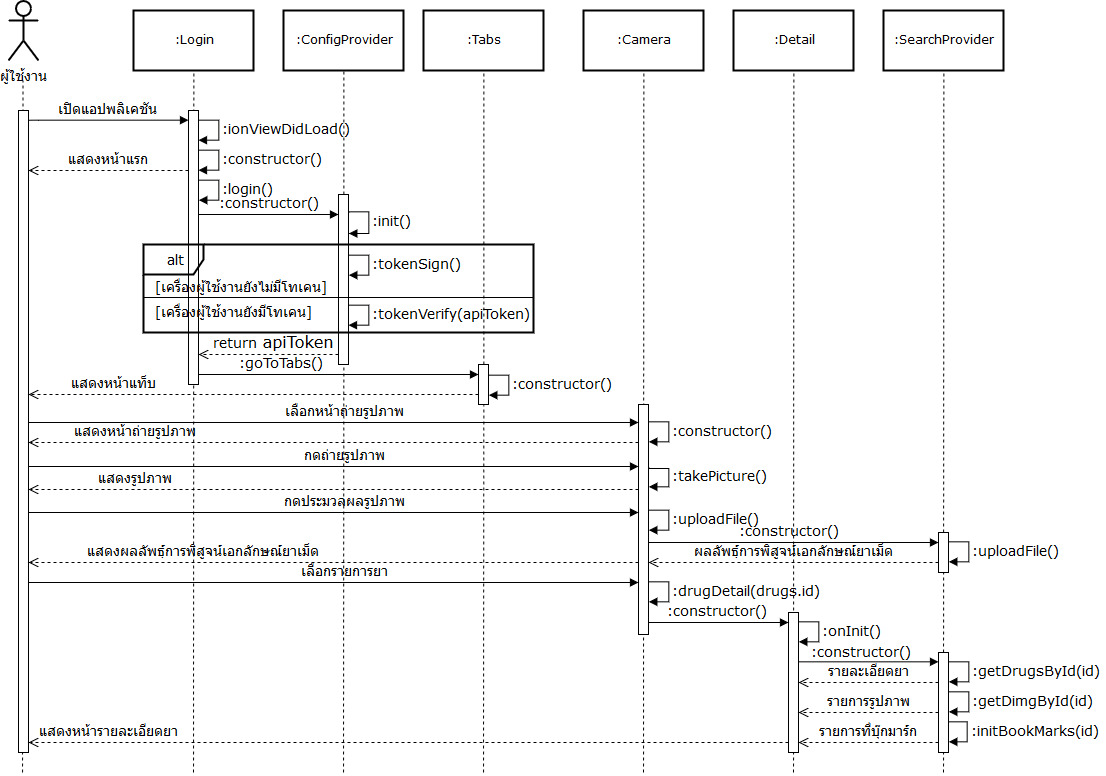 :Login
:ConfigProvider
:Tabs
:Camera
:Detail
:SearchProvider
ผู้ใช้งาน
เปิดแอปพลิเคชัน
:ionViewDidLoad()
แสดงหน้าแรก
:constructor()
:login()
:constructor()
:init()
alt
:tokenSign()
[เครื่องผู้ใช้งานยังไม่มีโทเคน]
[เครื่องผู้ใช้งานยังมีโทเคน]
:tokenVerify(apiToken)
return apiToken
:goToTabs()
แสดงหน้าแท็บ
:constructor()
เลือกหน้าถ่ายรูปภาพ
แสดงหน้าถ่ายรูปภาพ
:constructor()
กดถ่ายรูปภาพ
แสดงรูปภาพ
:takePicture()
กดประมวลผลรูปภาพ
:uploadFile()
:constructor()
แสดงผลลัพธ์การพิสูจน์เอกลักษณ์ยาเม็ด
ผลลัพธ์การพิสูจน์เอกลักษณ์ยาเม็ด
:uploadFile()
เลือกรายการยา
:drugDetail(drugs.id)
:constructor()
:onInit()
:constructor()
รายละเอียดยา
:getDrugsById(id)
รายการรูปภาพ
:getDimgById(id)
แสดงหน้ารายละเอียดยา
รายการที่บุ๊กมาร์ก
:initBookMarks(id)